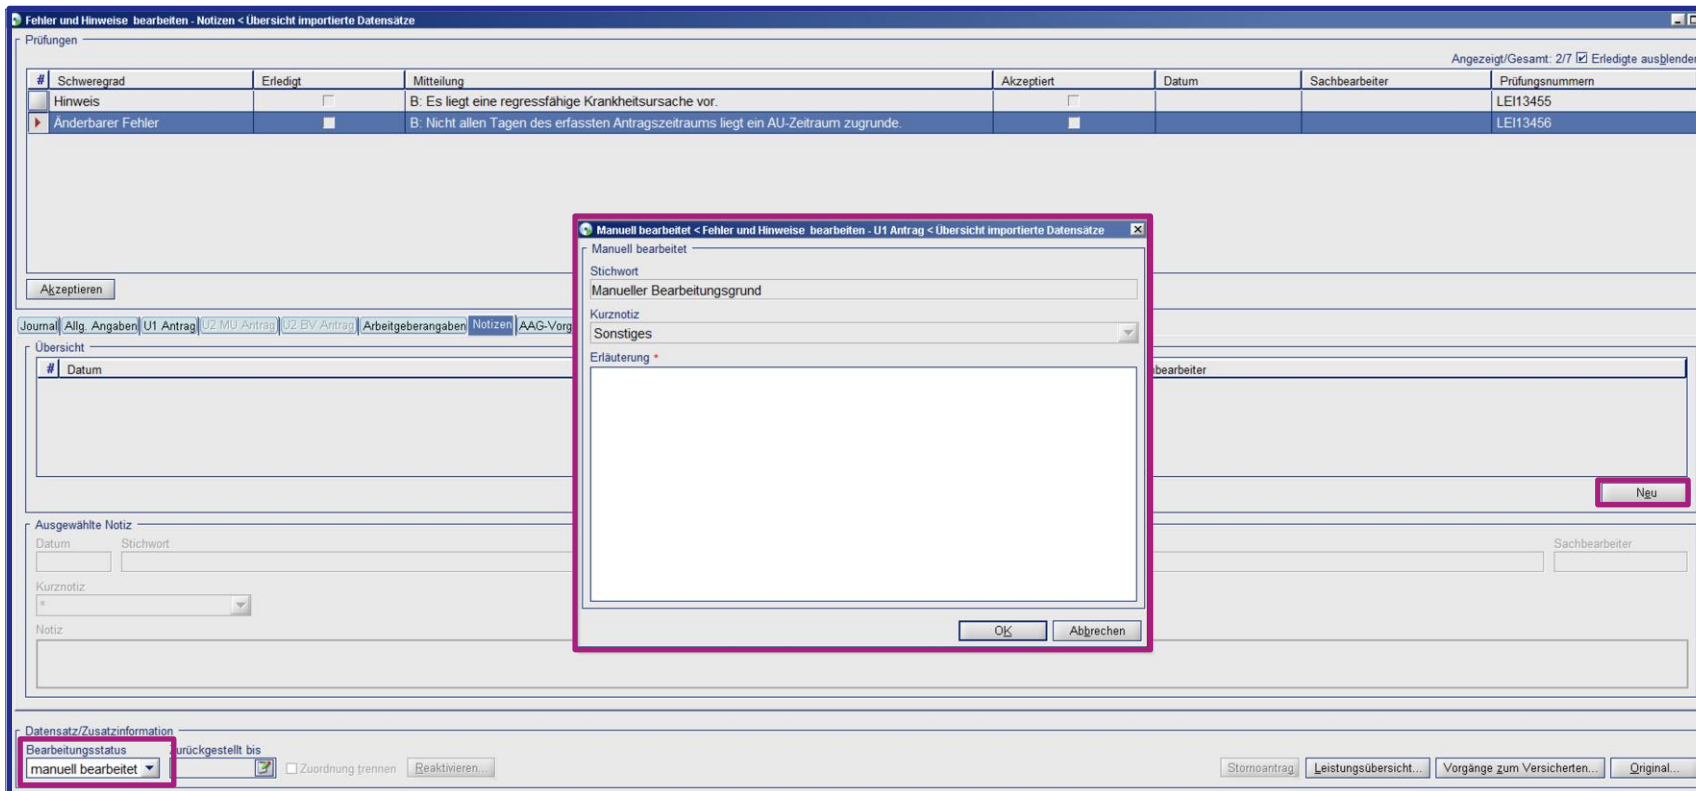 Fehler und Hinweise bearbeiten - Notizen < Übersicht importierte Datensätze
Prüfungen
Angezeigt/Gesamt: 2/7 Erledigte ausblenden
# Schweregrad Erledigt Mitteilung Akzeptiert Datum Sachbearbeiter Prüfungsnummern
Hinweis B: Es liegt eine regressfähige Krankheitsursache vor. LEI13455
Änderbarer Fehler B: Nicht allen Tagen des erfassten Antragszeitraums liegt ein AU-Zeitraum zugrunde. LEI13456
Akzeptieren
Journal Allg. Angaben U1 Antrag U2 MU Antrag U2 BV Antrag Arbeitgeberangaben Notizen AAG-Vorg
Übersicht
# Datum bearbeiter
Neu
Ausgewählte Notiz
Datum Stichwort Sachbearbeiter
Kurznotiz
*
Notiz
Manuell bearbeitet < Fehler und Hinweise bearbeiten - U1 Antrag < Übersicht importierte Datensätze
Manuell bearbeitet
Stichwort
Manueller Bearbeitungsgrund
Kurznotiz
Sonstiges
Erläuterung *
OK Abbrechen
Datensatz/Zusatzinformation
Bearbeitungsstatus Zurückgestellt bis
manuell bearbeitet Zuordnung trennen Reaktivieren... Stornoantrag Leistungsübersicht... Vorgänge zum Versicherten... Original...